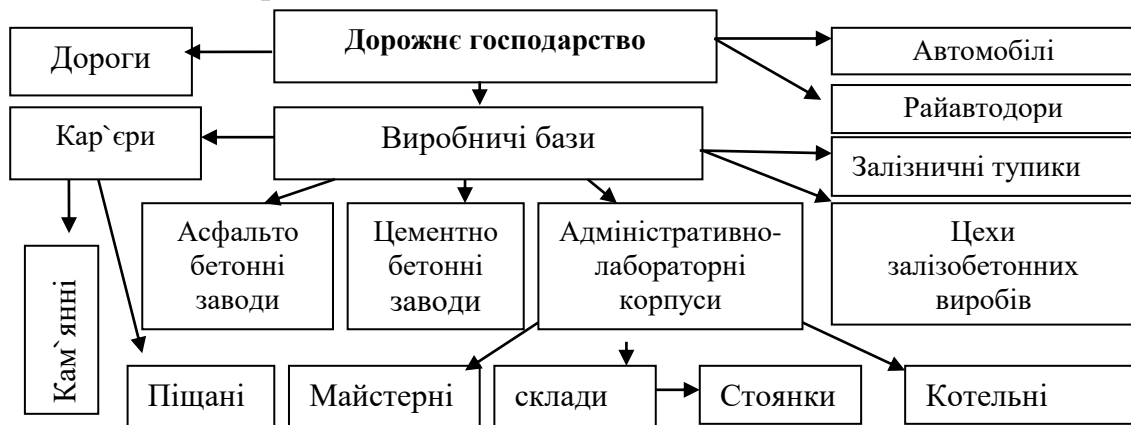 Дорожнє господарство
Дороги
Автомобілі
Райавтодори
Кар`єри
Виробничі бази
Залізничні тупики
Асфальто
бетонні
заводи
Цементно
бетонні
заводи
Адміністративно-
лабораторні
корпуси
Цехи
залізобетонних
виробів
Кам`янні
Піщані
Майстерні
склади
Стоянки
Котельні